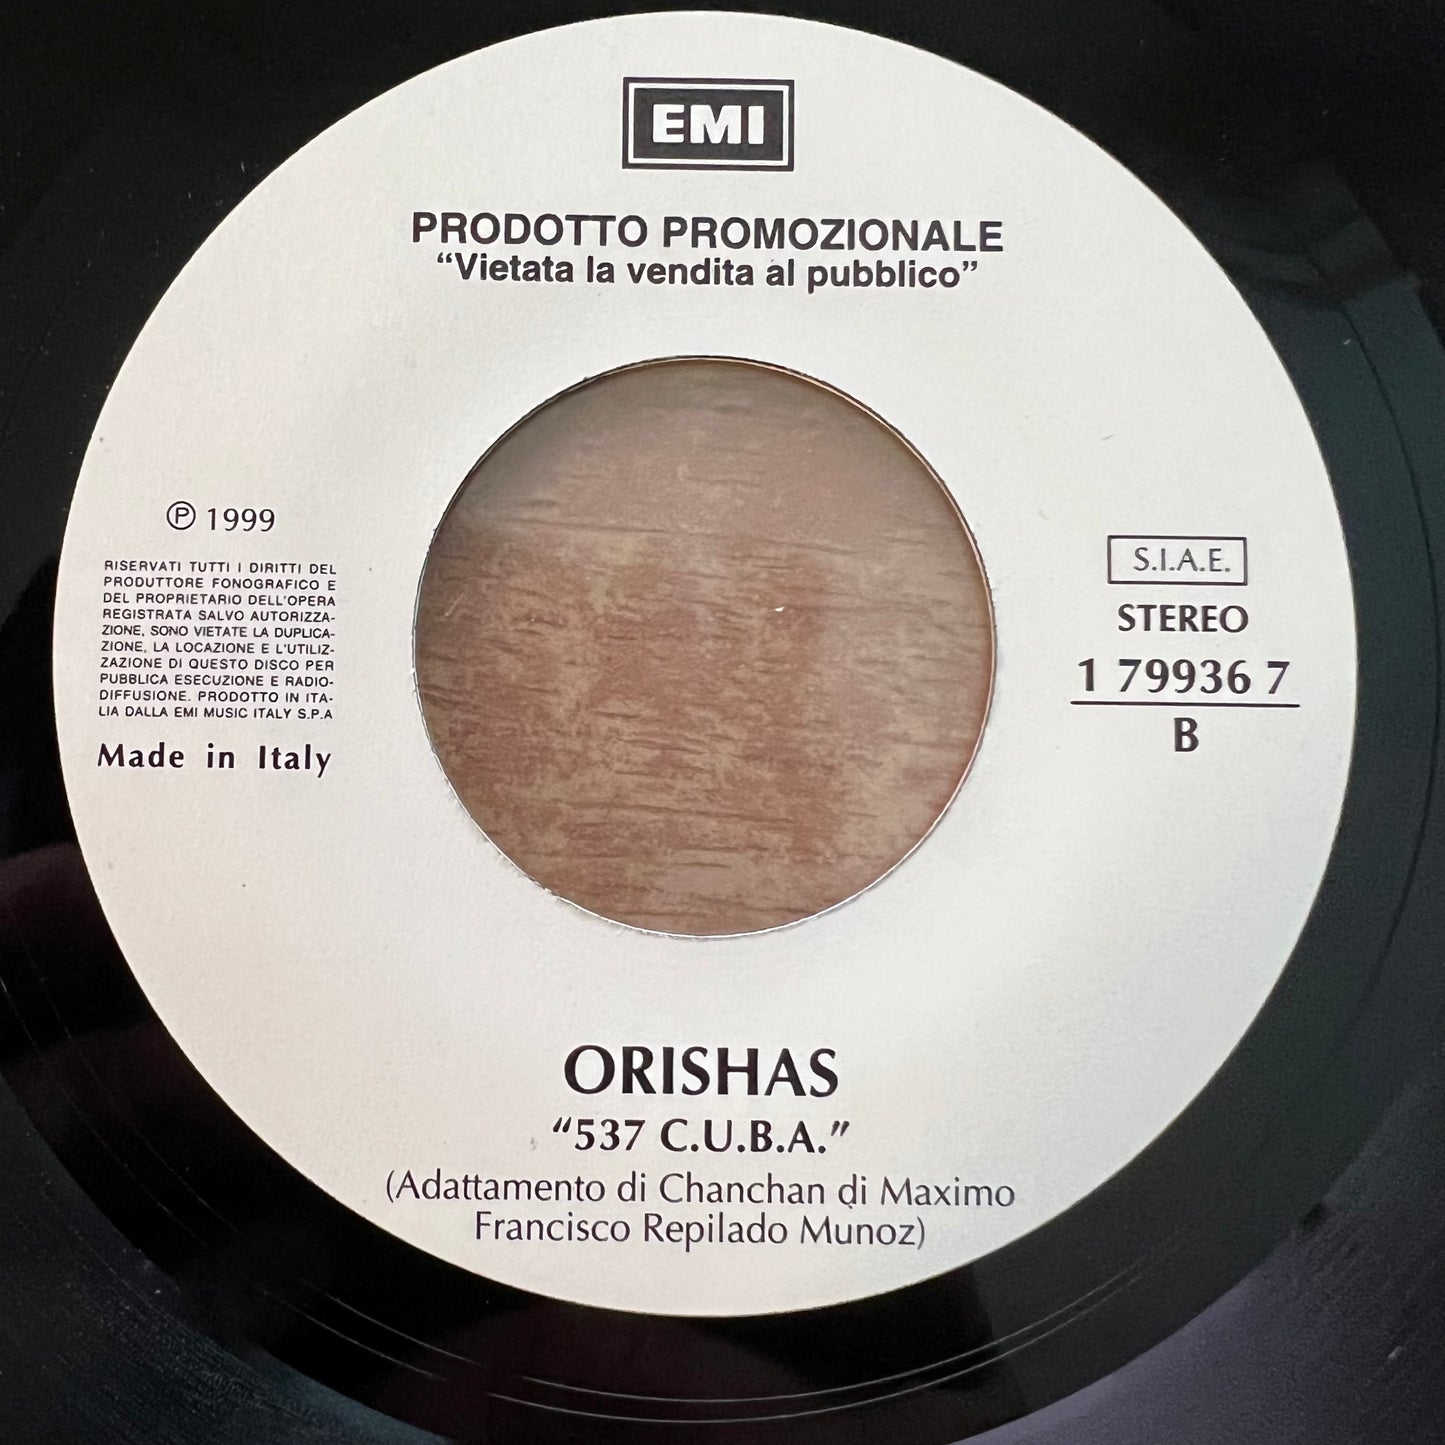 EMI
PRODOTTO PROMOZIONALE
“Vietata la vendita al pubblico”
℗ 1999
RISERVATI TUTTI I DIRITTI DEL
PRODUTTORE FONOGRAFICO E
DEL PROPRIETARIO DELL'OPERA
REGISTRATA SALVO AUTORIZZA-
ZIONE, SONO VIETATE LA DUPLICA-
ZIONE, LA LOCAZIONE E L'UTILIZ-
ZAZIONE DI QUESTO DISCO PER
PUBBLICA ESECUZIONE E RADIO-
DIFFUSIONE. PRODOTTO IN ITA-
LIA DALLA EMI MUSIC ITALY S.P.A
Made in Italy
S.I.A.E.
STEREO
1 79936 7
B
ORISHAS
“537 C.U.B.A.”
(Adattamento di Chanchan di Maximo
Francisco Repilado Munoz)